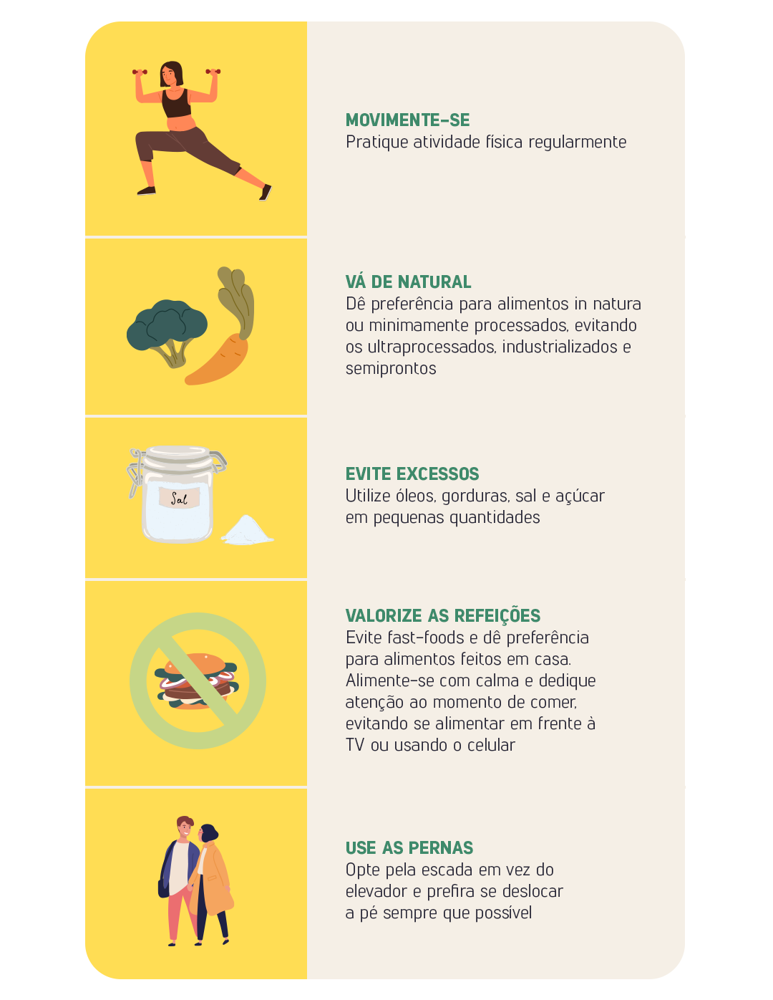 MOVIMENTE-SE
Pratique atividade física regularmente
VÁ DE NATURAL
Dê preferência para alimentos in natura
ou minimamente processados, evitando
os ultraprocessados, industrializados e
semiprontos
Sal
EVITE EXCESSOS
Utilize óleos, gorduras, sal e açúcar
em pequenas quantidades
VALORIZE AS REFEIÇÕES
Evite fast-foods e dê preferência
para alimentos feitos em casa.
Alimente-se com calma e dedique
atenção ao momento de comer,
evitando se alimentar em frente à
TV ou usando o celular
USE AS PERNAS
Opte pela escada em vez do
elevador e prefira se deslocar
a pé sempre que possível